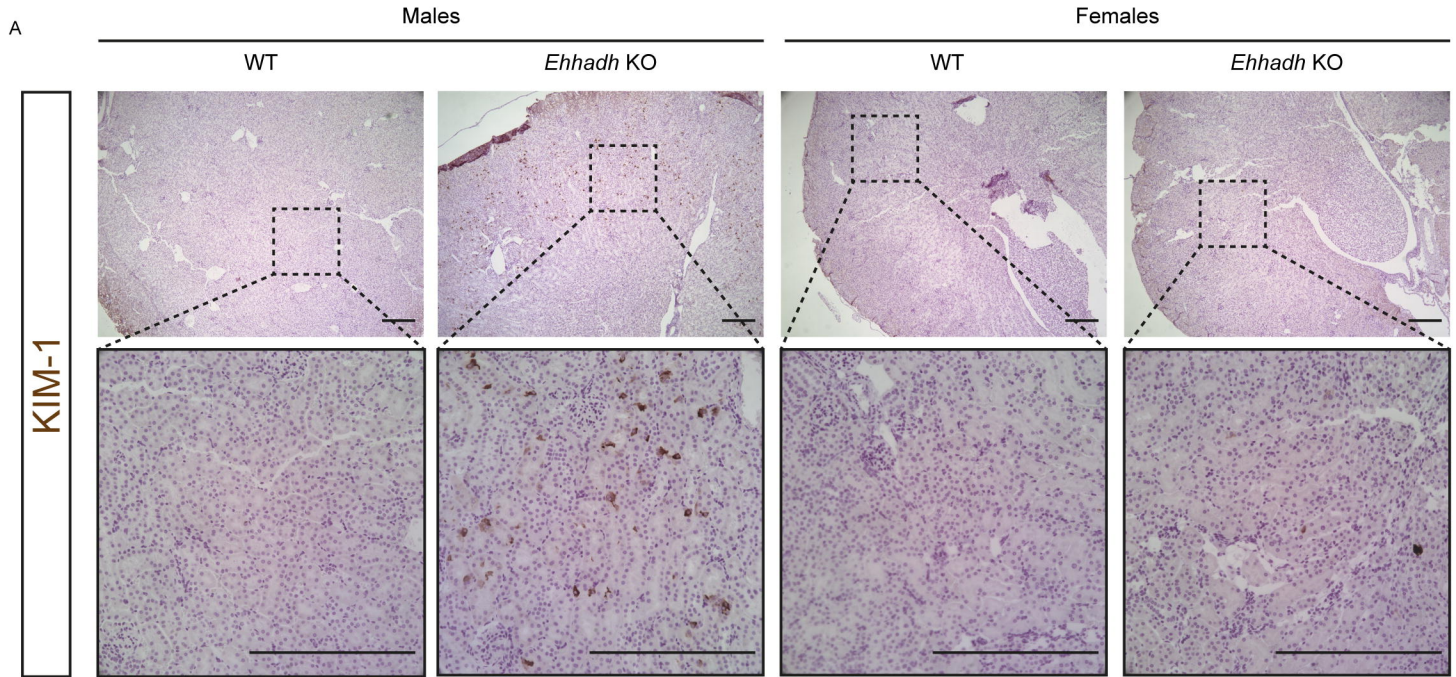 A
Males
Females
WT
Ehhadh KO
WT
Ehhadh KO
KIM-1